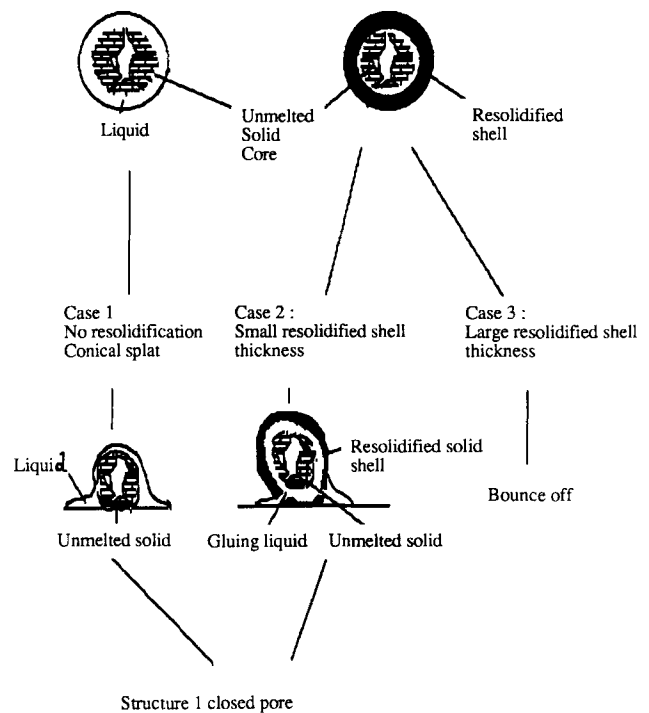 Liquid
Unmelted
Solid
Core
Resolidified
shell
Case 1
No resolidification
Conical splat
Case 2 :
Small resolidified shell
thickness
Case 3 :
Large resolidified shell
thickness
Liquid
Unmelted solid
Resolidified solid
shell
Gluing liquid
Unmelted solid
Bounce off
Structure 1 closed pore